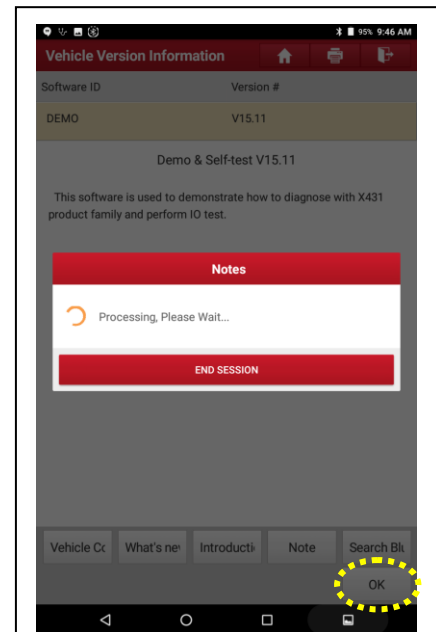 95% 9:46 AM
Vehicle Version Information
Software ID Version #
DEMO V15.11
Demo & Self-test V15.11
This software is used to demonstrate how to diagnose with X431
product family and perform IO test.
Notes
Processing, Please Wait...
END SESSION
Vehicle Co What's ne Introducti Note Search Blu
OK